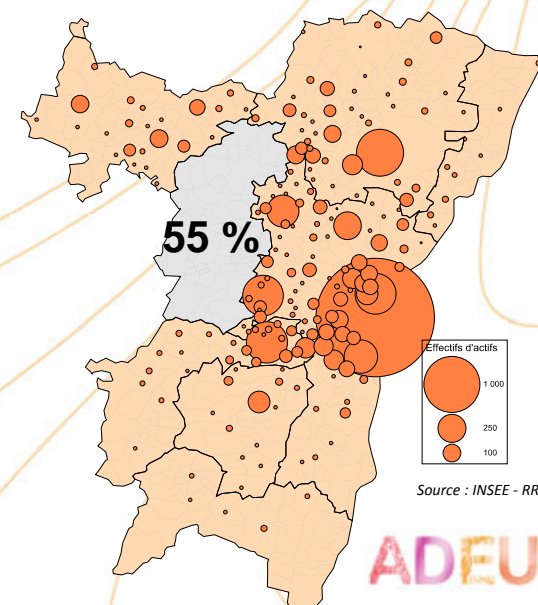 55 %
Effectifs d'actifs
1 000
250
100
Source : INSEE - RR
ADEU